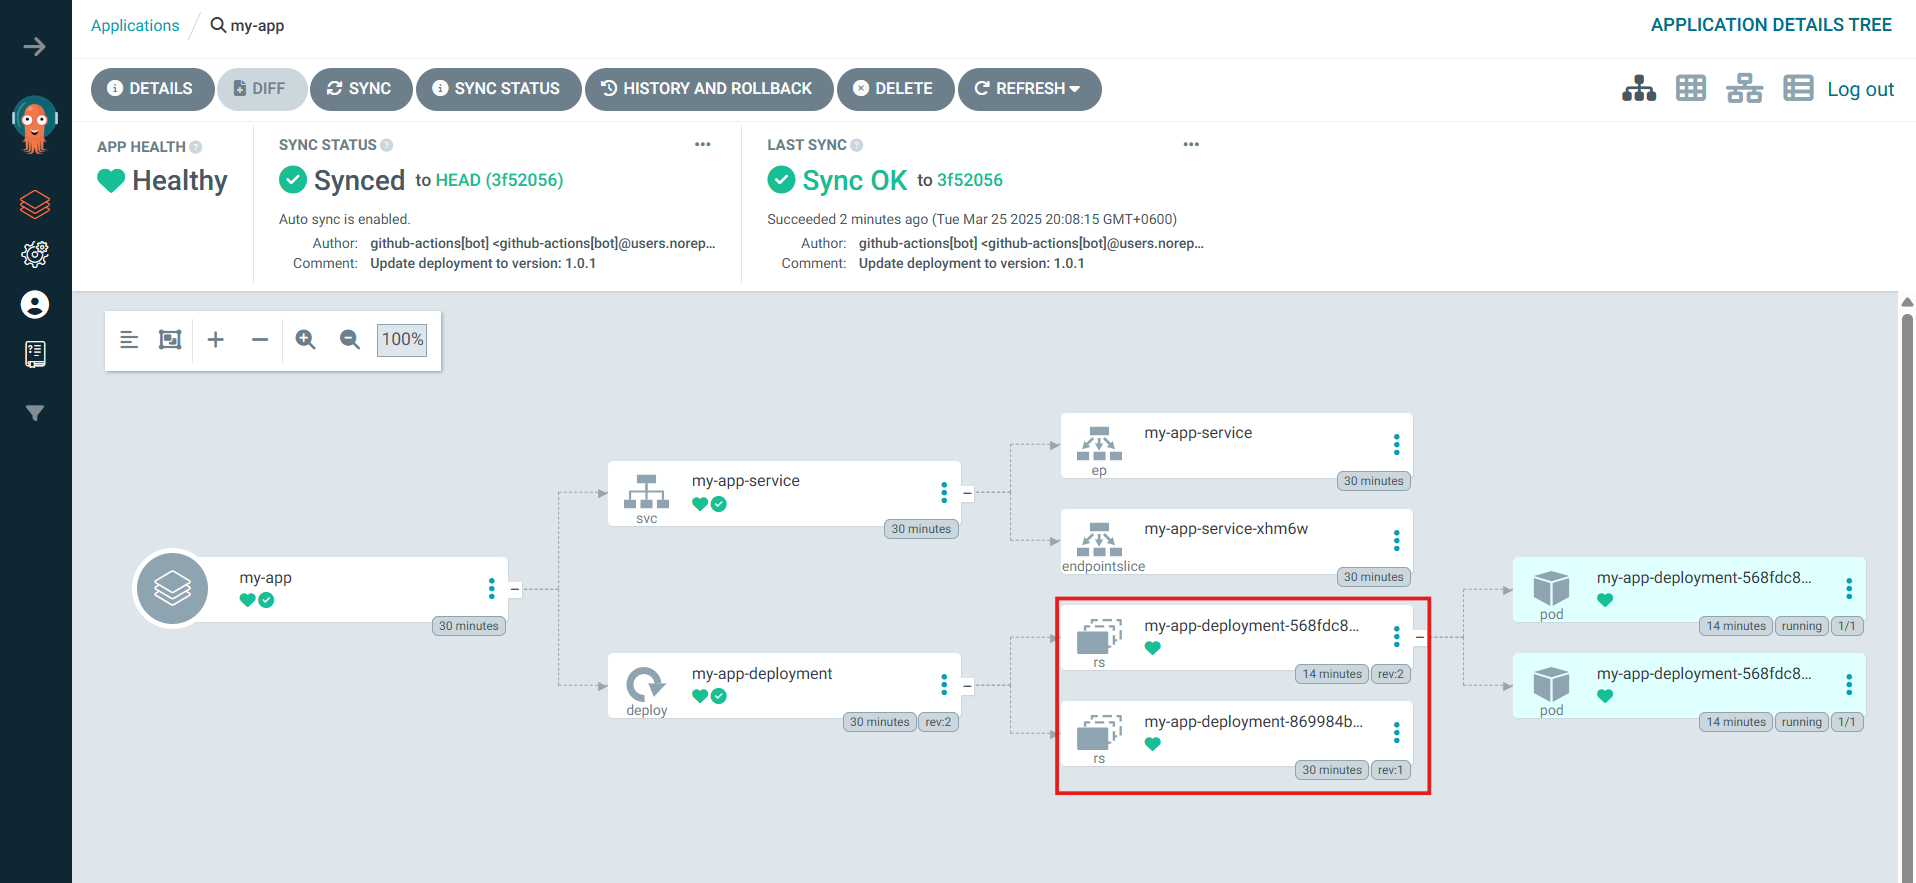 Applications / my-app
APPLICATION DETAILS TREE
DETAILS DIFF SYNC SYNC STATUS HISTORY AND ROLLBACK DELETE REFRESH
Log out
APP HEALTH
Healthy
SYNC STATUS
Synced to HEAD (3f52056)
Auto sync is enabled.
Author: github-actions[bot] <github-actions[bot]@users.norep...
Comment: Update deployment to version: 1.0.1
LAST SYNC
Sync OK to 3f52056
Succeeded 2 minutes ago (Tue Mar 25 2025 20:08:15 GMT+0600)
Author: github-actions[bot] <github-actions[bot]@users.norep...
Comment: Update deployment to version: 1.0.1
100%
my-app
30 minutes
my-app-service
svc
30 minutes
my-app-deployment
deploy
30 minutes rev:2
my-app-service
ep
30 minutes
my-app-service-xhm6w
endpointslice
30 minutes
my-app-deployment-568fdc8...
rs
14 minutes rev:2
my-app-deployment-869984b...
rs
30 minutes rev:1
my-app-deployment-568fdc8...
pod
14 minutes running 1/1
my-app-deployment-568fdc8...
pod
14 minutes running 1/1